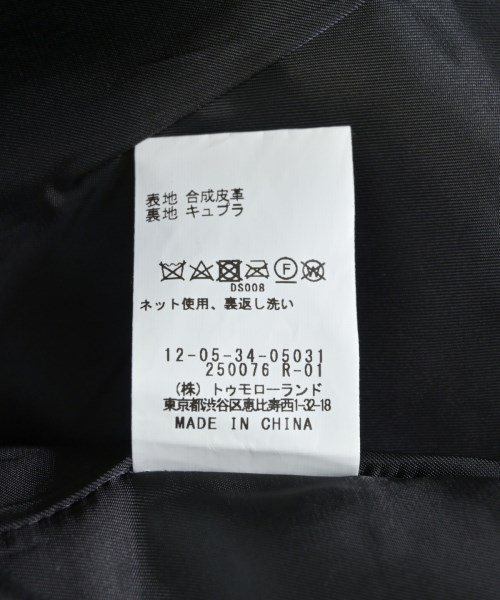 表地 合成皮革
裏地 キュプラ
F W
DS008
ネット使用、裏返し洗い
12-05-34-05031
250076 R-01
(株) トゥモローランド
東京都渋谷区恵比寿西1-32-18
MADE IN CHINA